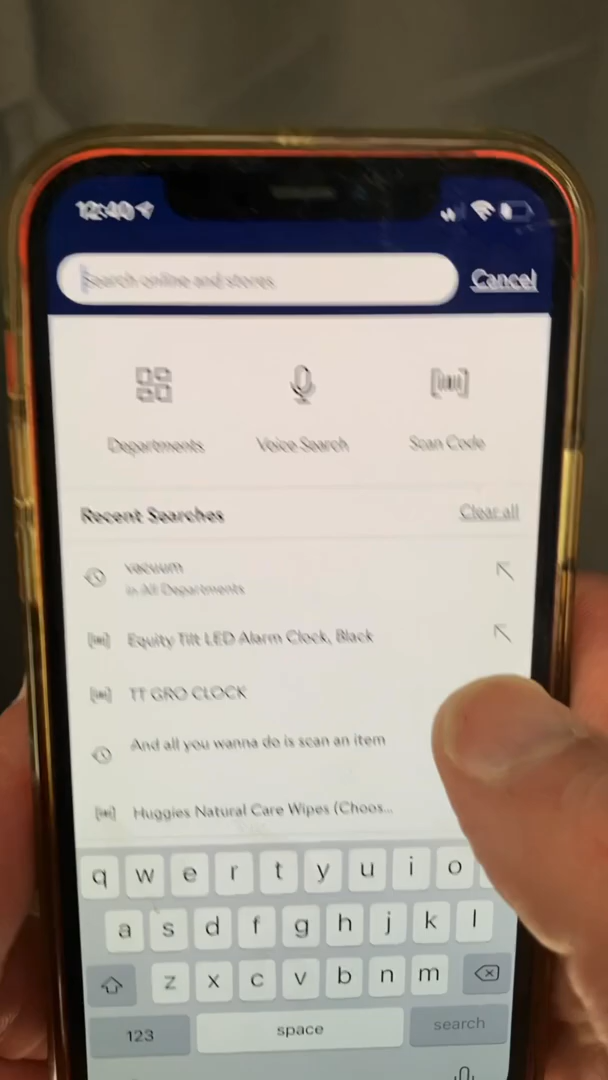 12:40
Search online and stores
Cancel
Departments
Voice Search
Scan Code
Recent Searches
Clear all
vacuum
in All Departments
Equity Tilt LED Alarm Clock, Black
TT GRO CLOCK
And all you wanna do is scan an item
Huggies Natural Care Wipes (Choos...
q w e r t y u i o
a s d f g h j k l
z x c v b n m
123
space
search